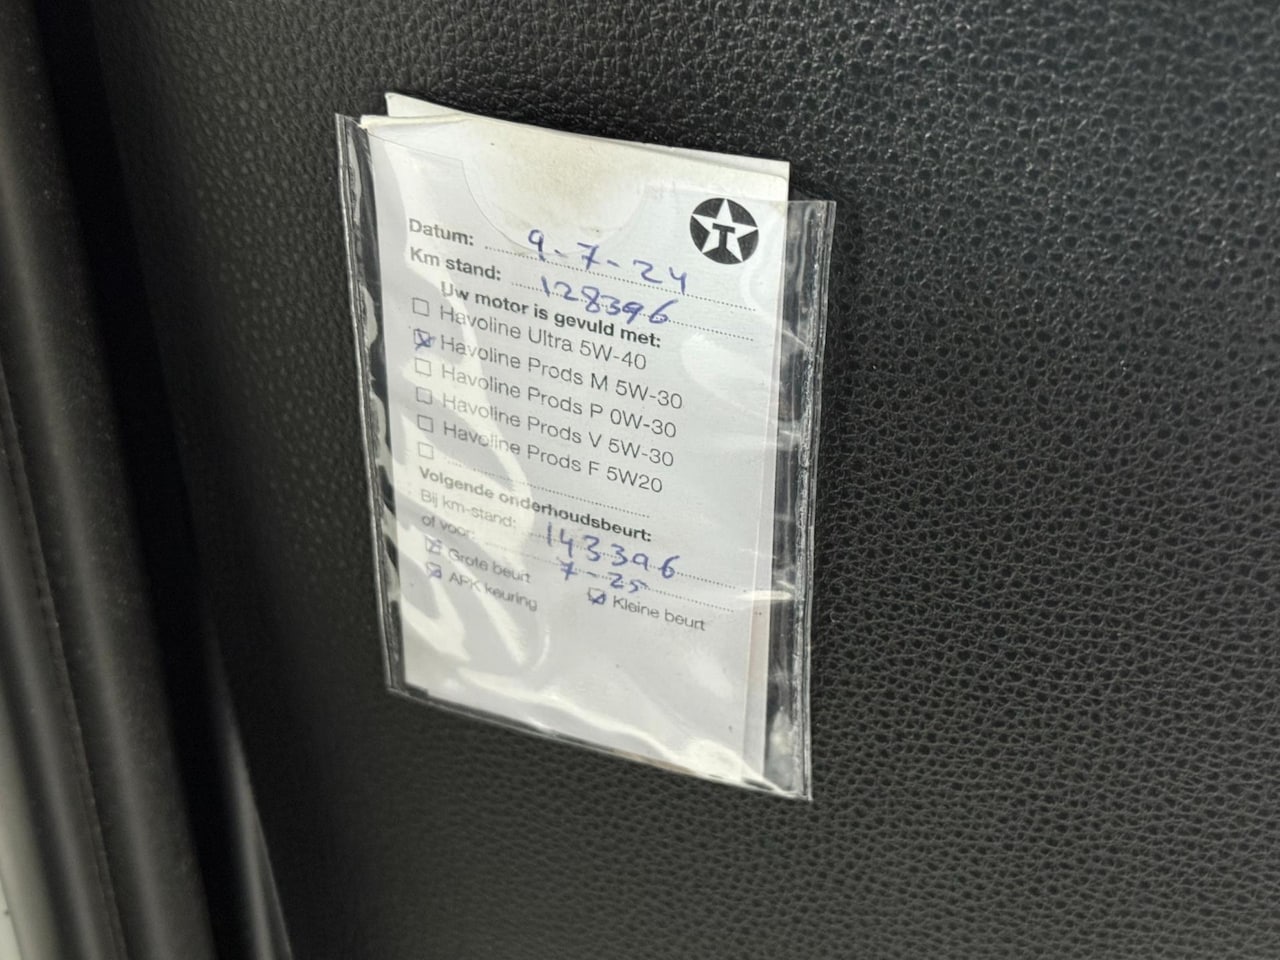 T
Datum: 9-7-24
Km stand: 128396
Uw motor is gevuld met:
Havoline Ultra 5W-40
Havoline Prods M 5W-30
Havoline Prods P 0W-30
Havoline Prods V 5W-30
Havoline Prods F 5W20
Volgende onderhoudsbeurt:
Bij km-stand: 143396
of voor: 7-25
Grote beurt Kleine beurt
APK keuring